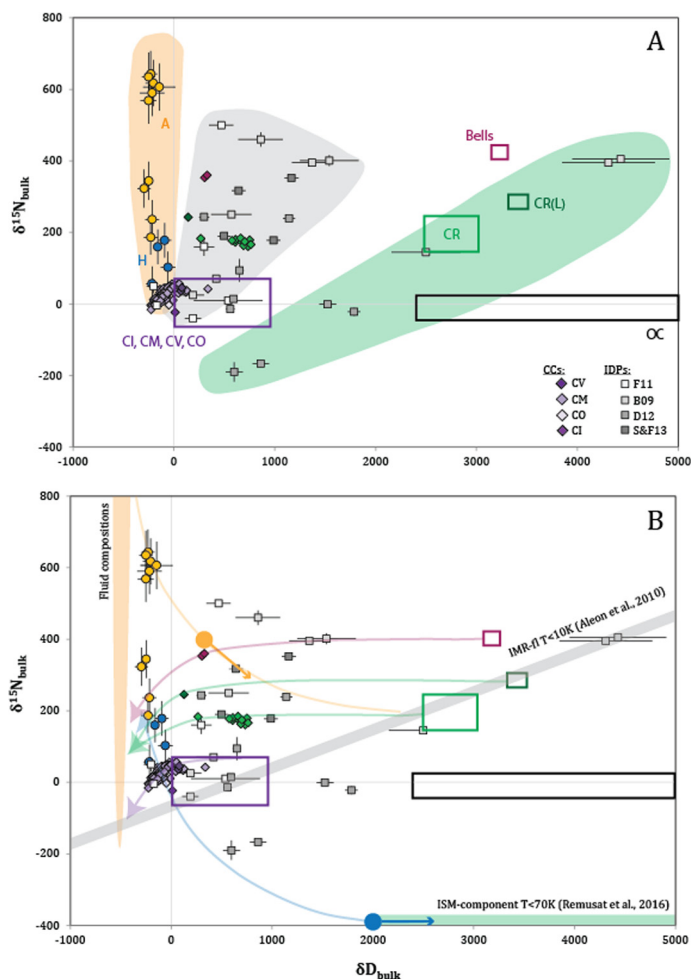 800
600
400
200
0
-200
-400
δ15Nbulk
A
A
H
Bells
CR(L)
CR
OC
CI, CM, CV, CO
CCs:
CV
CM
CO
CI
IDPs:
F11
B09
D12
S&F13
-1000
0
1000
2000
3000
4000
5000
800
600
400
200
0
-200
-400
δ15Nbulk
B
Fluid compositions
IMR-fl T<10K (Aleon et al., 2010)
ISM-component T<70K (Remusat et al., 2016)
-1000
0
1000
2000
3000
4000
5000
δDbulk